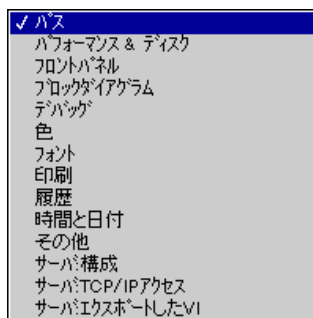 ✓ パス
パフォーマンス & ディスク
フロントパネル
ブロックダイアグラム
デバッグ
色
フォント
印刷
履歴
時間と日付
その他
サーバ:構成
サーバ:TCP/IPアクセス
サーバ:エクスポートしたVI